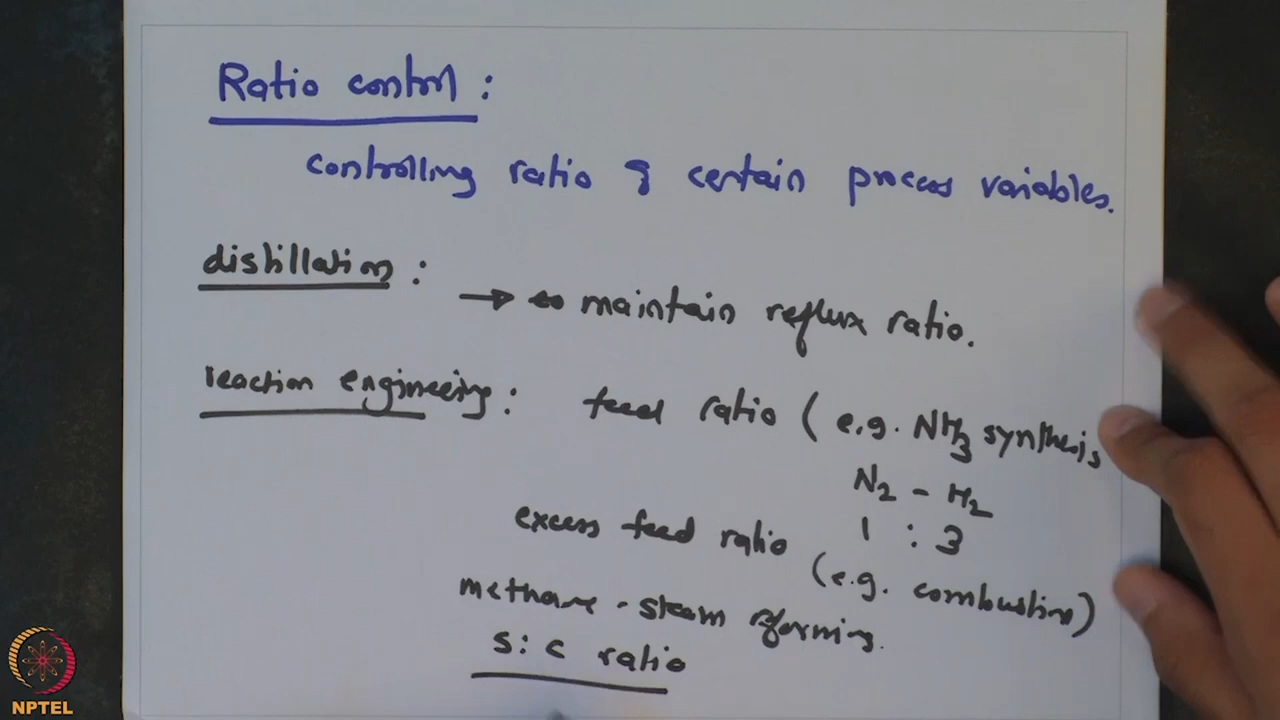 Ratio control :
controlling ratio of certain process variables.
distillation :
→ to maintain reflux ratio.
reaction engineering : feed ratio (e.g. NH3 synthesis
N2 - H2
1 : 3
excess feed ratio
(e.g. combustion)
methane - steam reforming.
S : C ratio
NPTEL